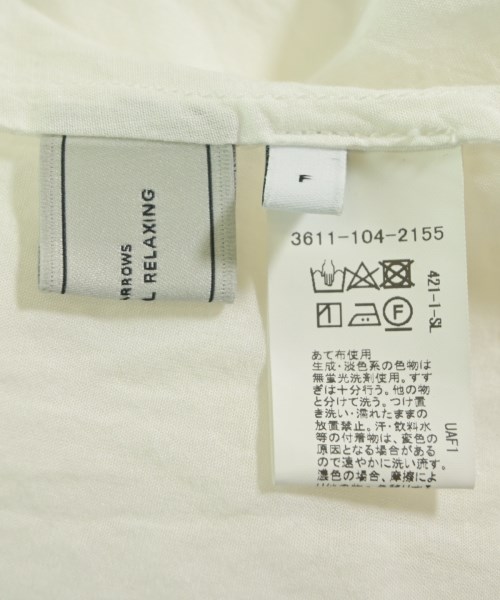 ARROWS
L RELAXING
F
3611-104-2155
F
421-I-SL
あて布使用
生成・淡色系の色物は
無蛍光洗剤使用。すす
ぎは十分行う。他の物
と分けて洗う。つけ置
き洗い・濡れたままの
放置禁止。汗・飲料水
等の付着物は、変色の
原因となる場合がある
ので速やかに洗い流す。
濃色の場合、摩擦によ
UAF1